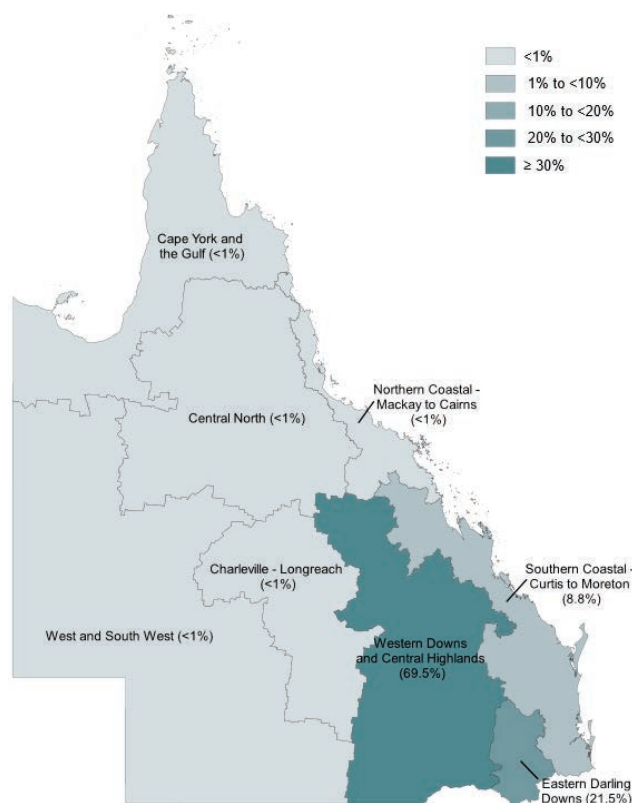 <1%
1% to <10%
10% to <20%
20% to <30%
≥ 30%
Cape York and
the Gulf (<1%)
Northern Coastal -
Mackay to Cairns
(<1%)
Central North (<1%)
Charleville - Longreach
(<1%)
Southern Coastal -
Curtis to Moreton
(8.8%)
West and South West (<1%)
Western Downs
and Central Highlands
(69.5%)
Eastern Darling
Downs (21.5%)